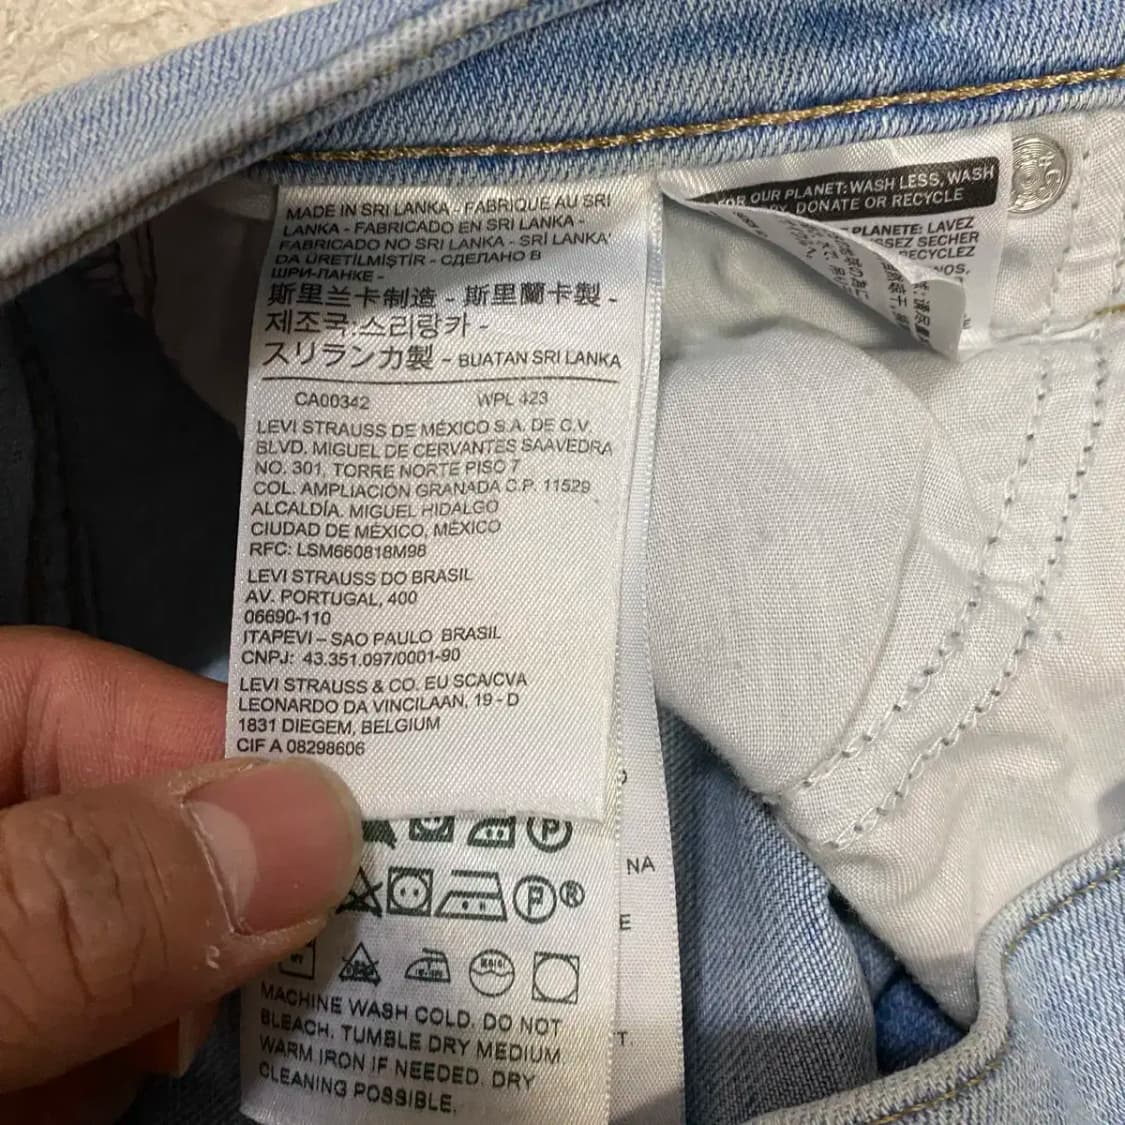 MADE IN SRI LANKA - FABRIQUE AU SRI
LANKA - FABRICADO EN SRI LANKA -
FABRICADO NO SRI LANKA - SRİ LANKA'
DA ÜRETİLMİŞTİR - СДЕЛАНО В
ШРИ-ЛАНКЕ -
斯里兰卡制造 - 斯里蘭卡製 -
제조국:스리랑카 -
スリランカ製 - BUATAN SRI LANKA
CA00342 WPL 423
LEVI STRAUSS DE MÉXICO S.A. DE C.V.
BLVD. MIGUEL DE CERVANTES SAAVEDRA
NO. 301, TORRE NORTE PISO 7
COL. AMPLIACIÓN GRANADA C.P. 11529
ALCALDÍA. MIGUEL HIDALGO
CIUDAD DE MÉXICO, MÉXICO
RFC: LSM660818M98
LEVI STRAUSS DO BRASIL
AV. PORTUGAL, 400
06690-110
ITAPEVI – SAO PAULO BRASIL
CNPJ: 43.351.097/0001-90
LEVI STRAUSS & CO. EU SCA/CVA
LEONARDO DA VINCILAAN, 19 - D
1831 DIEGEM, BELGIUM
CIF A 08298606
P
P ®
MACHINE WASH COLD. DO NOT
BLEACH. TUMBLE DRY MEDIUM.
WARM IRON IF NEEDED. DRY
CLEANING POSSIBLE.
NA
E
T.
FOR OUR PLANET: WASH LESS, WASH
DONATE OR RECYCLE
PLANETE: LAVEZ
SECHER
RECYCLEZ